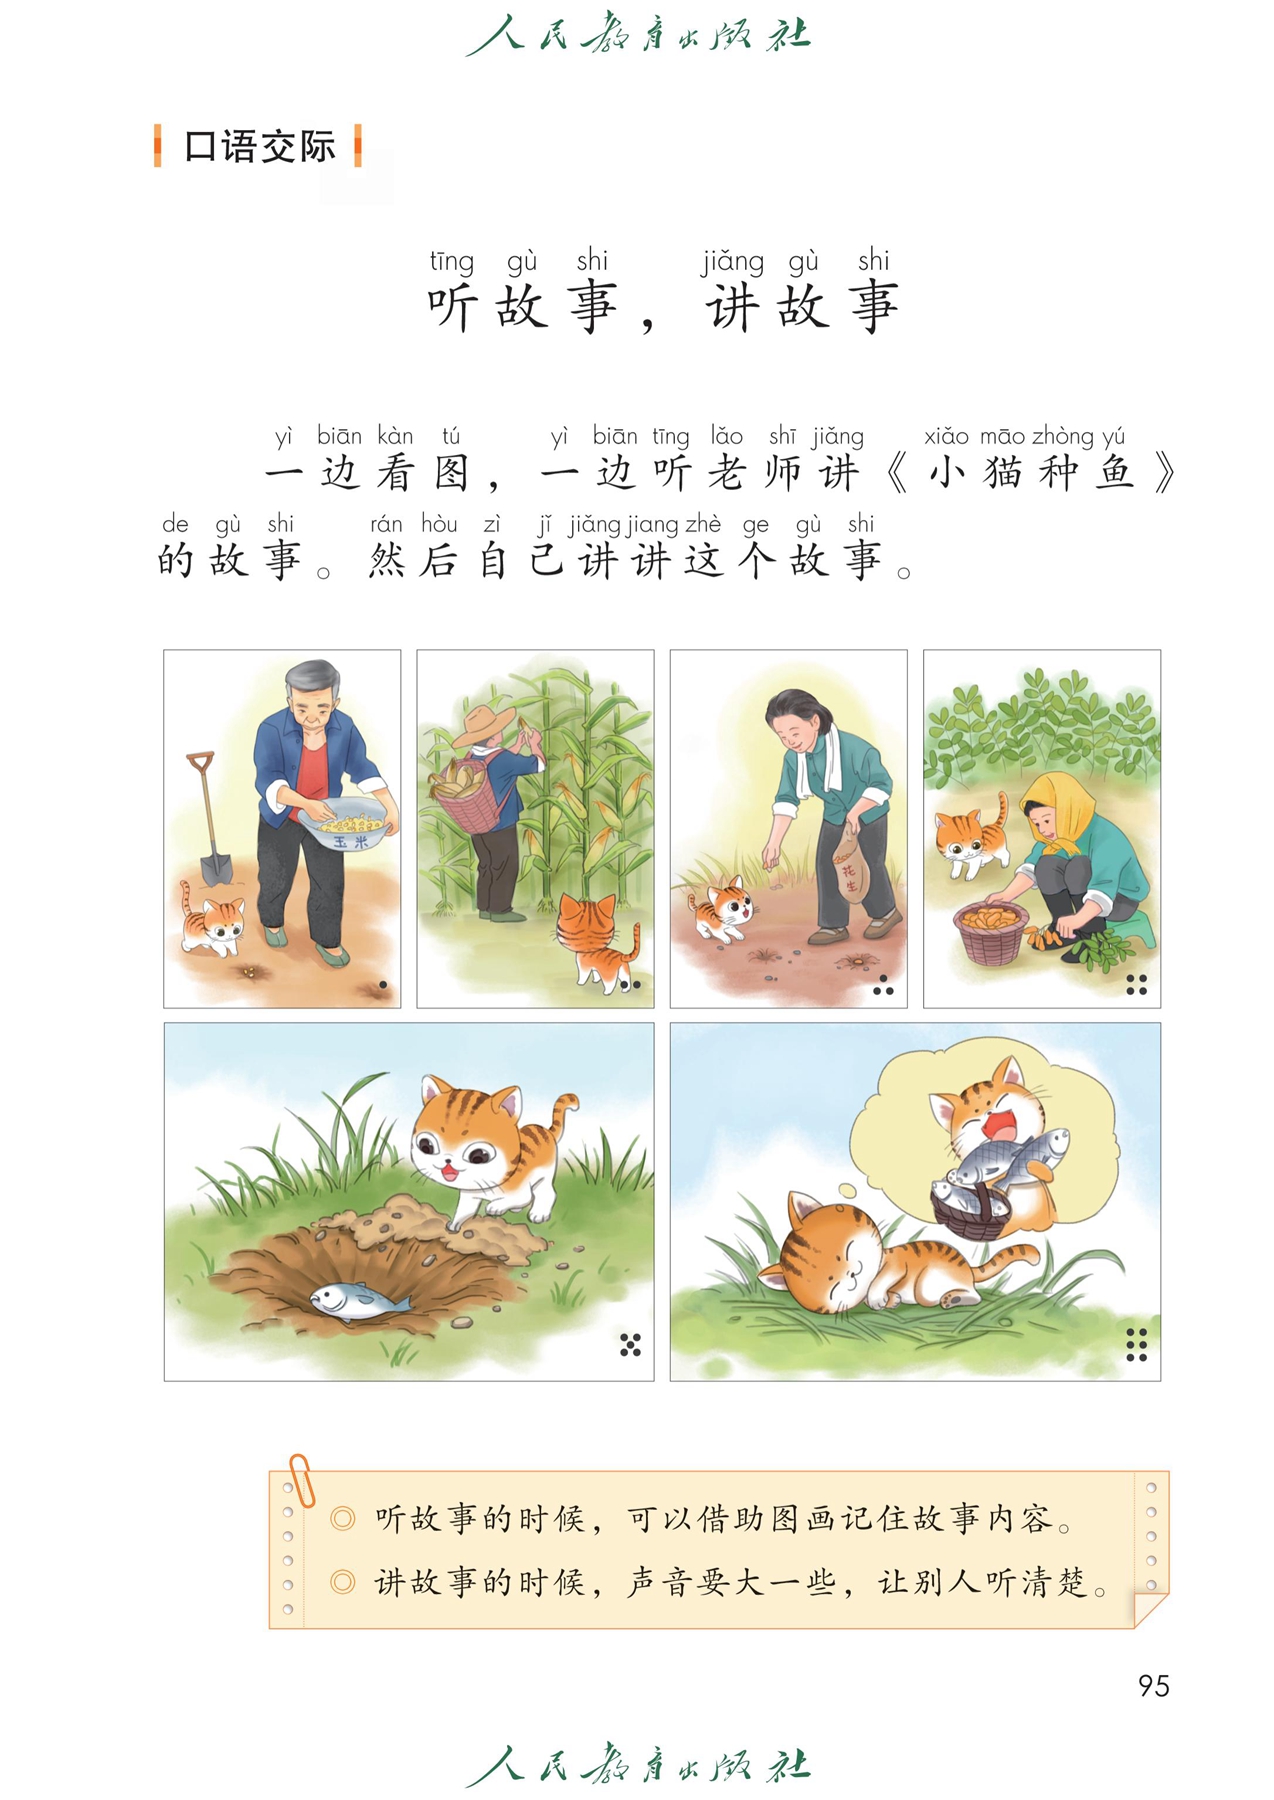 人民教育出版社
口语交际
tīng gù shi jiǎng gù shi
听故事，讲故事
yì biān kàn tú yì biān tīng lǎo shī jiǎng xiǎo māo zhòng yú
一边看图，一边听老师讲《小猫种鱼》
de gù shi rán hòu zì jǐ jiǎng jiang zhè ge gù shi
的故事。然后自己讲讲这个故事。
玉米
花生
◎ 听故事的时候，可以借助图画记住故事内容。
◎ 讲故事的时候，声音要大一些，让别人听清楚。
95
人民教育出版社